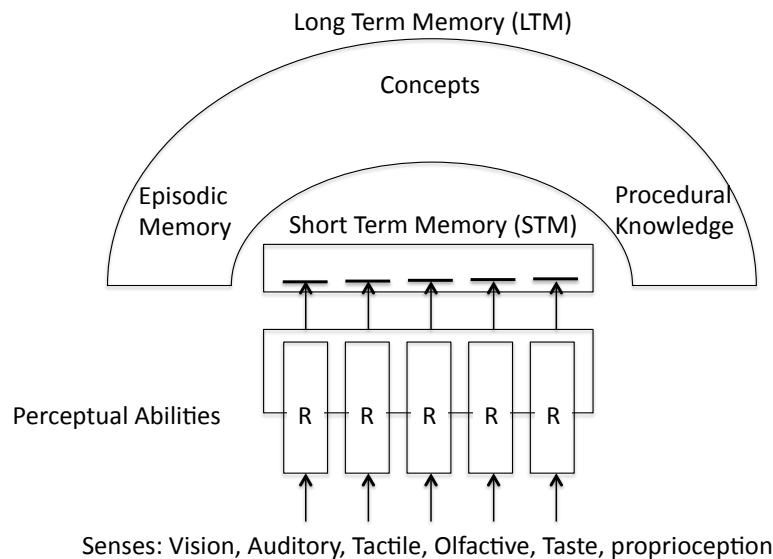 Long Term Memory (LTM)
Concepts
Episodic
Memory
Procedural
Knowledge
Short Term Memory (STM)
Perceptual Abilities
R R R R R
Senses: Vision, Auditory, Tactile, Olfactive, Taste, proprioception